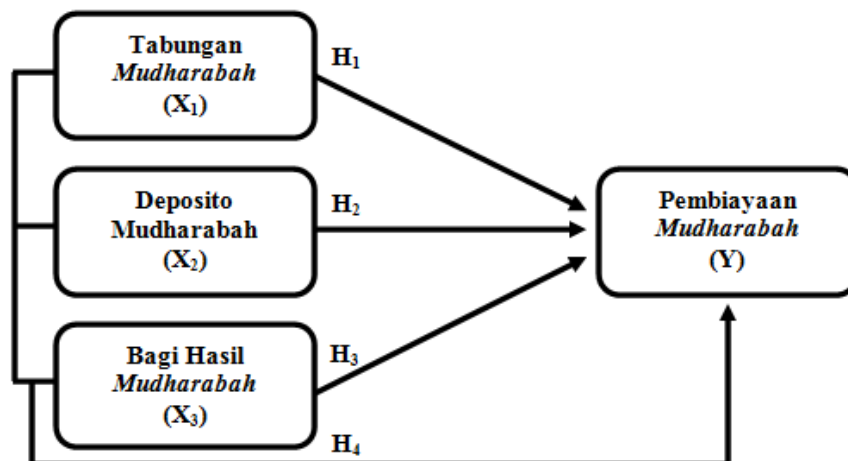 Tabungan
Mudharabah
(X₁)
H₁
Deposito
Mudharabah
(X₂)
H₂
Pembiayaan
Mudharabah
(Y)
Bagi Hasil
Mudharabah
(X₃)
H₃
H₄